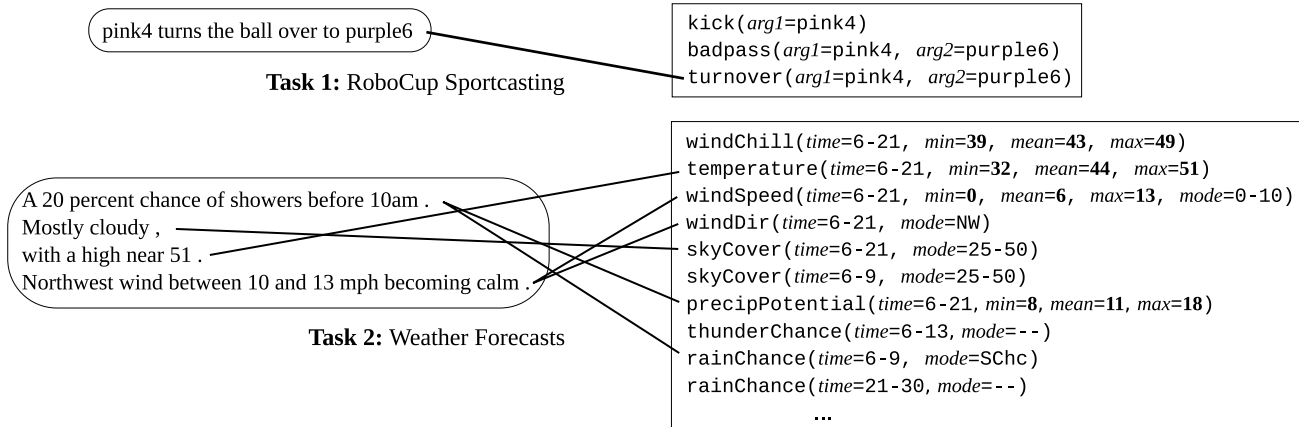 pink4 turns the ball over to purple6
Task 1: RoboCup Sportcasting
kick(arg1=pink4)
badpass(arg1=pink4, arg2=purple6)
turnover(arg1=pink4, arg2=purple6)
A 20 percent chance of showers before 10am .
Mostly cloudy ,
with a high near 51 .
Northwest wind between 10 and 13 mph becoming calm .
Task 2: Weather Forecasts
windChill(time=6-21, min=39, mean=43, max=49)
temperature(time=6-21, min=32, mean=44, max=51)
windSpeed(time=6-21, min=0, mean=6, max=13, mode=0-10)
windDir(time=6-21, mode=NW)
skyCover(time=6-21, mode=25-50)
skyCover(time=6-9, mode=25-50)
precipPotential(time=6-21, min=8, mean=11, max=18)
thunderChance(time=6-13, mode=--)
rainChance(time=6-9, mode=SChc)
rainChance(time=21-30, mode=--)
...